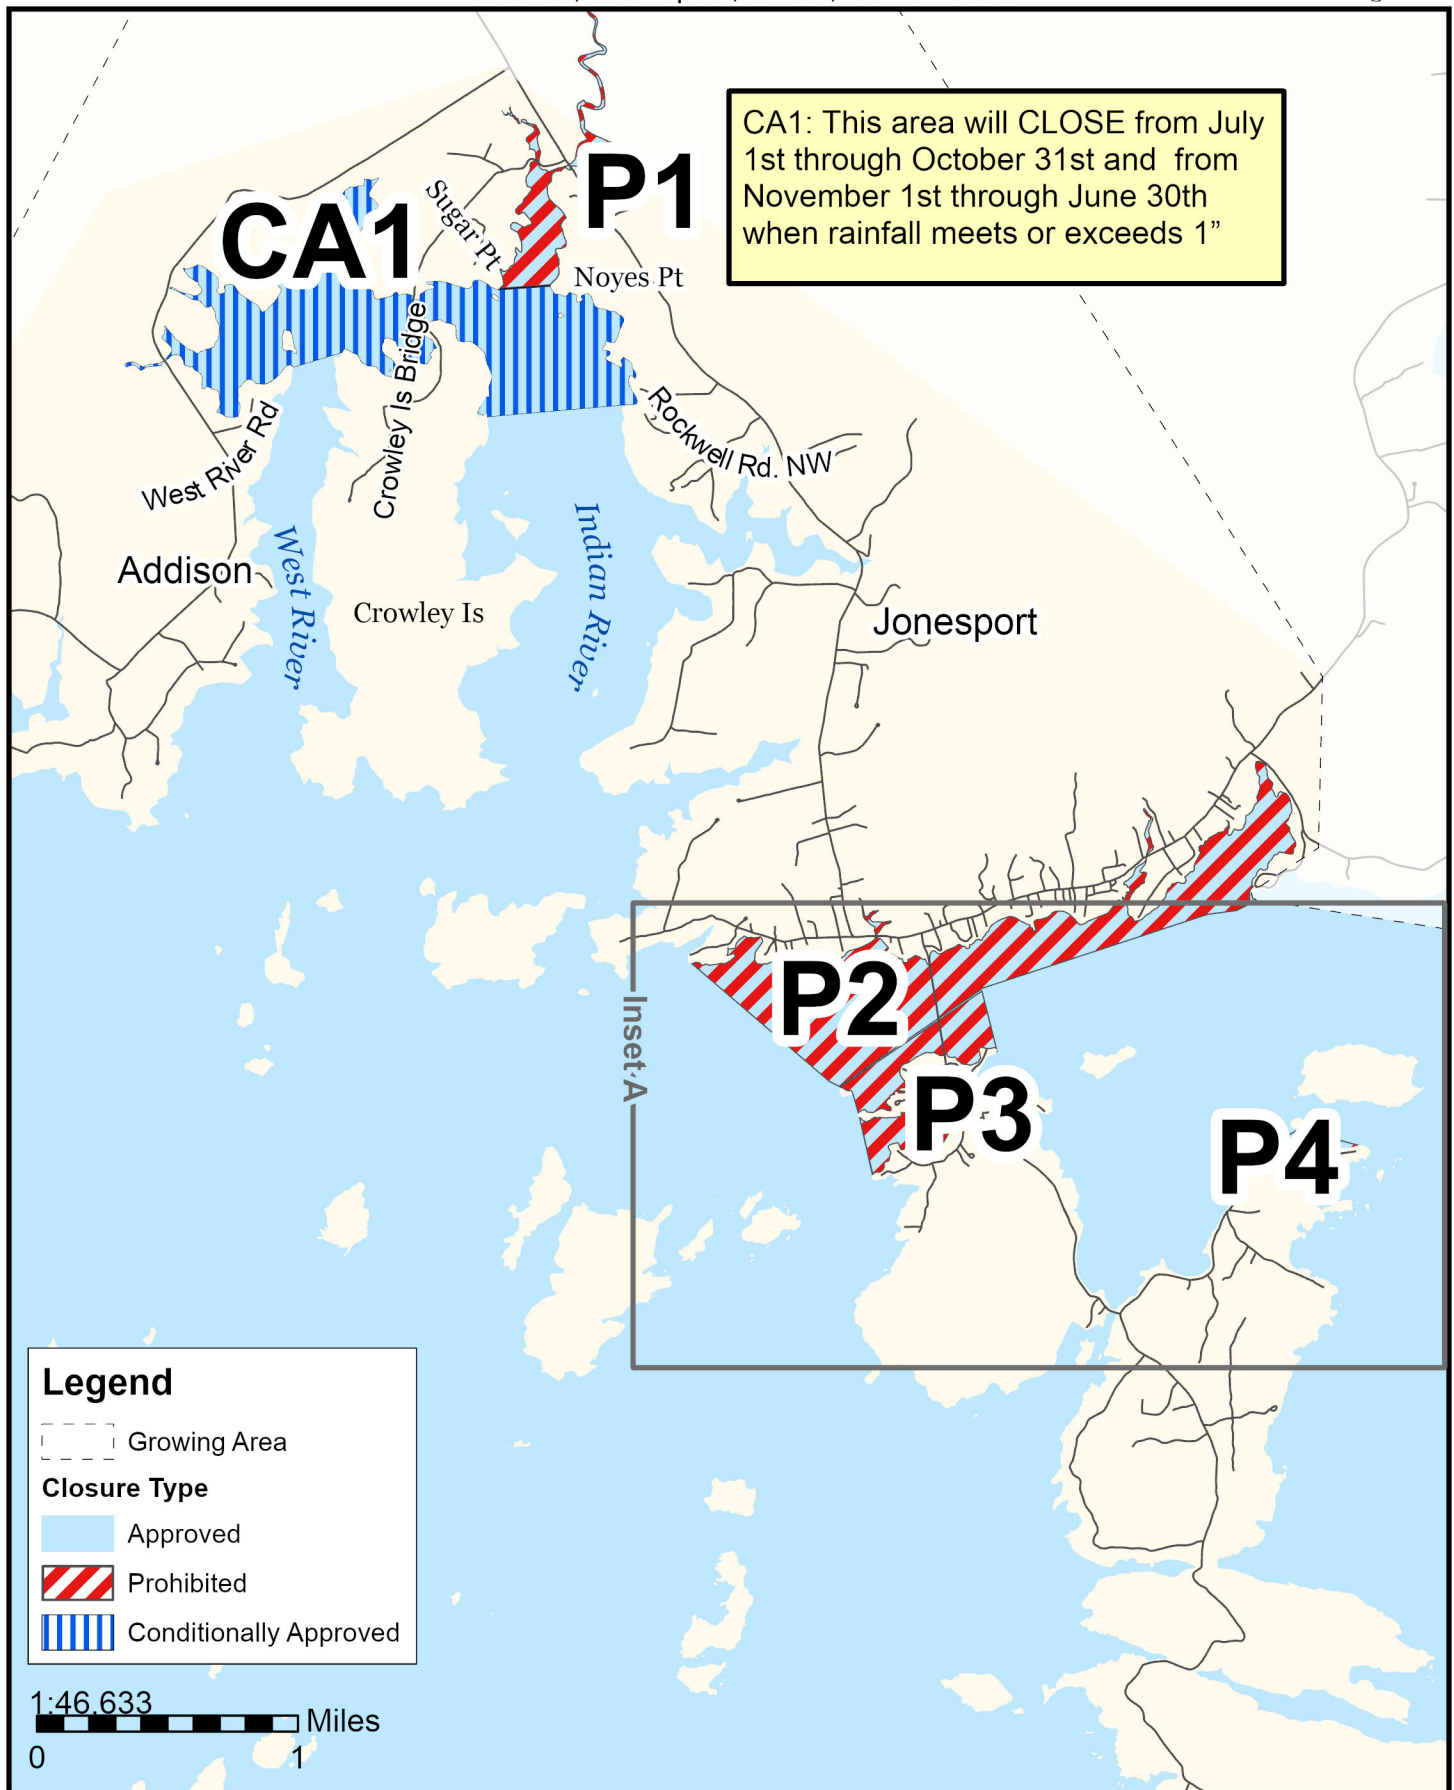 CA1: This area will CLOSE from July
1st through October 31st and from
November 1st through June 30th
when rainfall meets or exceeds 1”
P1
CA1
Sugar Pt
Noyes Pt
Crowley Is Bridge
West River Rd
Rockwell Rd. NW
Addison
West River
Crowley Is
Indian River
Jonesport
P2
Inset A
P3
P4
Legend
Growing Area
Closure Type
Approved
Prohibited
Conditionally Approved
1:46,633
Miles
0 1